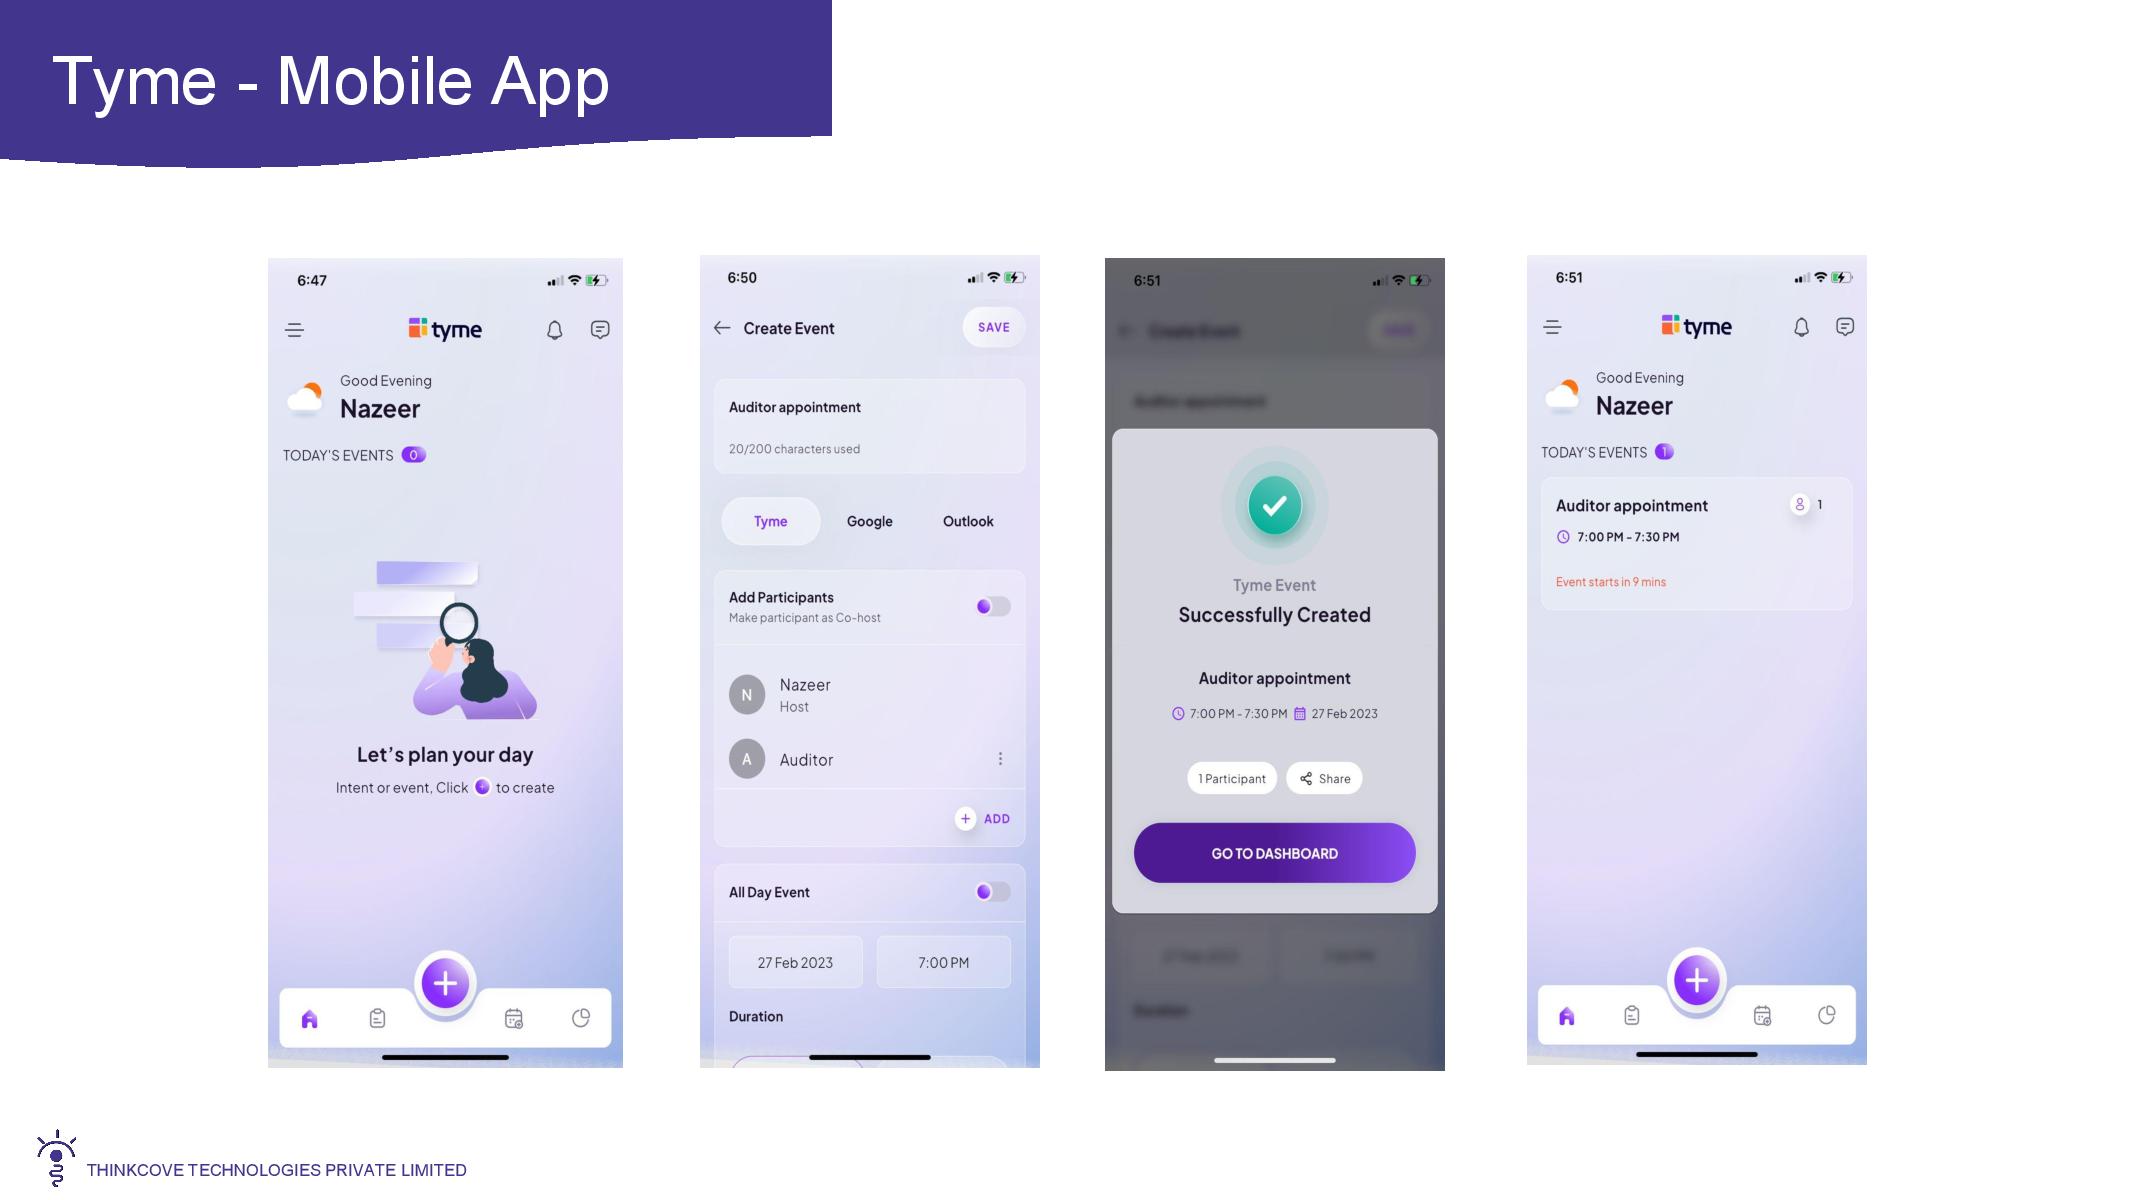 Tyme - Mobile App
6:47
tyme
Good Evening
Nazeer
TODAY'S EVENTS 0
Let's plan your day
Intent or event, Click + to create
6:50
Create Event
SAVE
Auditor appointment
20/200 characters used
Tyme Google Outlook
Add Participants
Make participant as Co-host
N Nazeer
Host
A Auditor
+ ADD
All Day Event
27 Feb 2023 7:00 PM
Duration
6:51
Create Event
Auditor appointment
Tyme Event
Successfully Created
Auditor appointment
7:00 PM - 7:30 PM 27 Feb 2023
1 Participant Share
GO TO DASHBOARD
Duration
6:51
tyme
Good Evening
Nazeer
TODAY'S EVENTS 1
Auditor appointment 1
7:00 PM - 7:30 PM
Event starts in 9 mins
THINKCOVE TECHNOLOGIES PRIVATE LIMITED